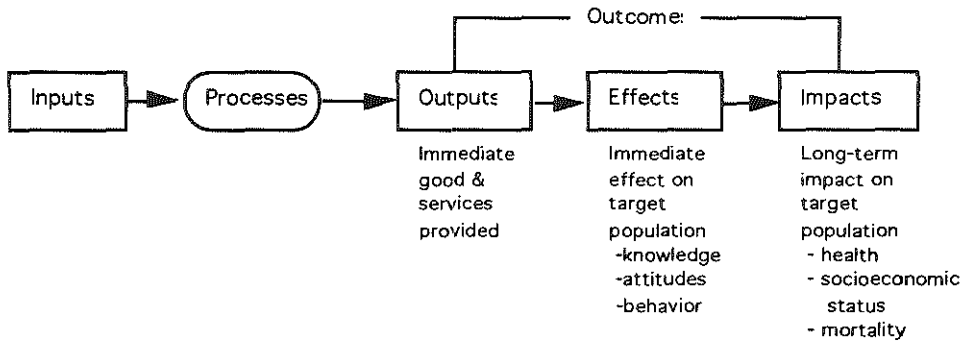 Outcome:
Inputs
Processes
Outputs
Effects
Impacts
Immediate
good &
services
provided
Immediate
effect on
target
population
-knowledge
-attitudes
-behavior
Long-term
impact on
target
population
- health
- socioeconomic
status
- mortality